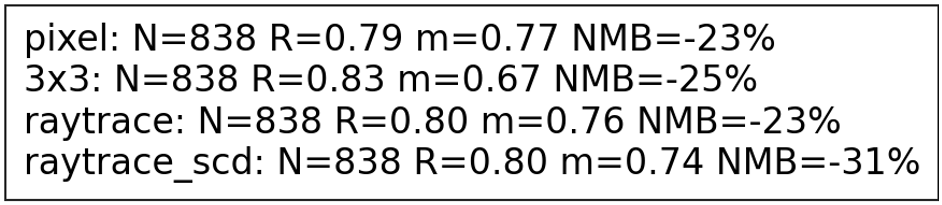 pixel: N=838 R=0.79 m=0.77 NMB=-23%
3x3: N=838 R=0.83 m=0.67 NMB=-25%
raytrace: N=838 R=0.80 m=0.76 NMB=-23%
raytrace_scd: N=838 R=0.80 m=0.74 NMB=-31%